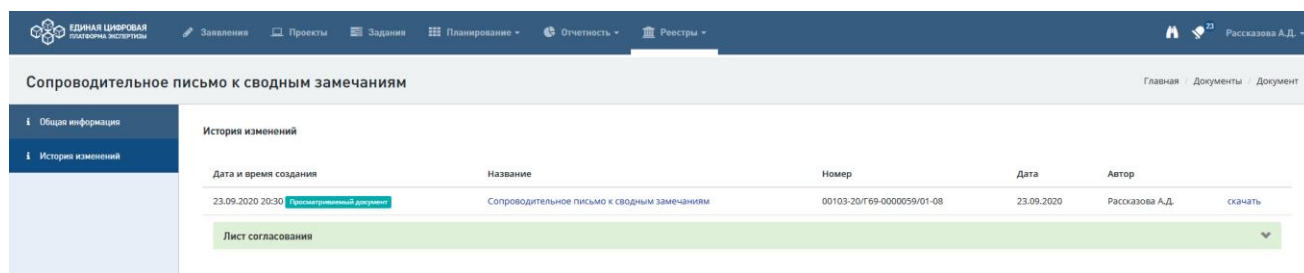 ЕДИНАЯ ЦИФРОВАЯ
ПЛАТФОРМА ЭКСПЕРТИЗЫ
Заявления Проекты Задания Планирование Отчетность Реестры 23 Рассказова А.Д.
Сопроводительное письмо к сводным замечаниям Главная / Документы / Документ
i Общая информация
i История изменений
История изменений
Дата и время создания Название Номер Дата Автор
23.09.2020 20:30 Просматриваемый документ Сопроводительное письмо к сводным замечаниям 00103-20/Г69-0000059/01-08 23.09.2020 Рассказова А.Д. скачать
Лист согласования